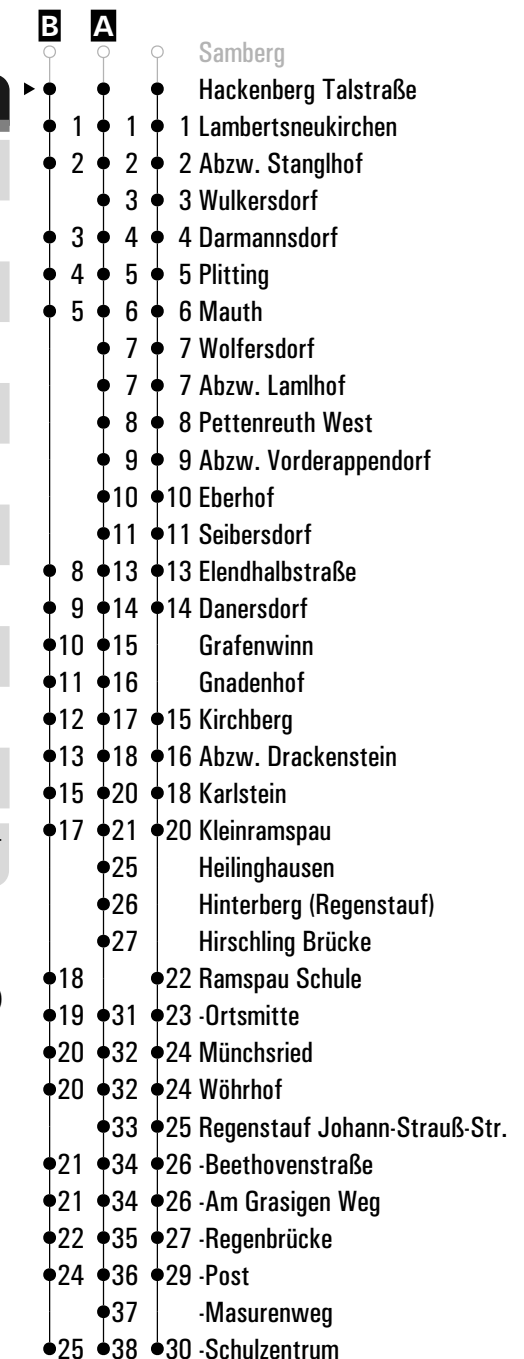 B A
Samberg
Hackenberg Talstraße
1 1 1 Lambertsneukirchen
2 2 2 Abzw. Stanglhof
3 3 Wulkersdorf
3 4 4 Darmannsdorf
4 5 5 Plitting
5 6 6 Mauth
7 7 Wolfersdorf
7 7 Abzw. Lamlhof
8 8 Pettenreuth West
9 9 Abzw. Vorderappendorf
10 10 Eberhof
11 11 Seibersdorf
8 13 13 Elendhalbstraße
9 14 14 Danersdorf
10 15 Grafenwinn
11 16 Gnadenhof
12 17 15 Kirchberg
13 18 16 Abzw. Drackenstein
15 20 18 Karlstein
17 21 20 Kleinramspau
25 Heilinghausen
26 Hinterberg (Regenstauf)
27 Hirschling Brücke
18 22 Ramspau Schule
19 31 23 -Ortsmitte
20 32 24 Münchsried
20 32 24 Wöhrhof
33 25 Regenstauf Johann-Strauß-Str.
21 34 26 -Beethovenstraße
21 34 26 -Am Grasigen Weg
22 35 27 -Regenbrücke
24 36 29 -Post
37 -Masurenweg
25 38 30 -Schulzentrum